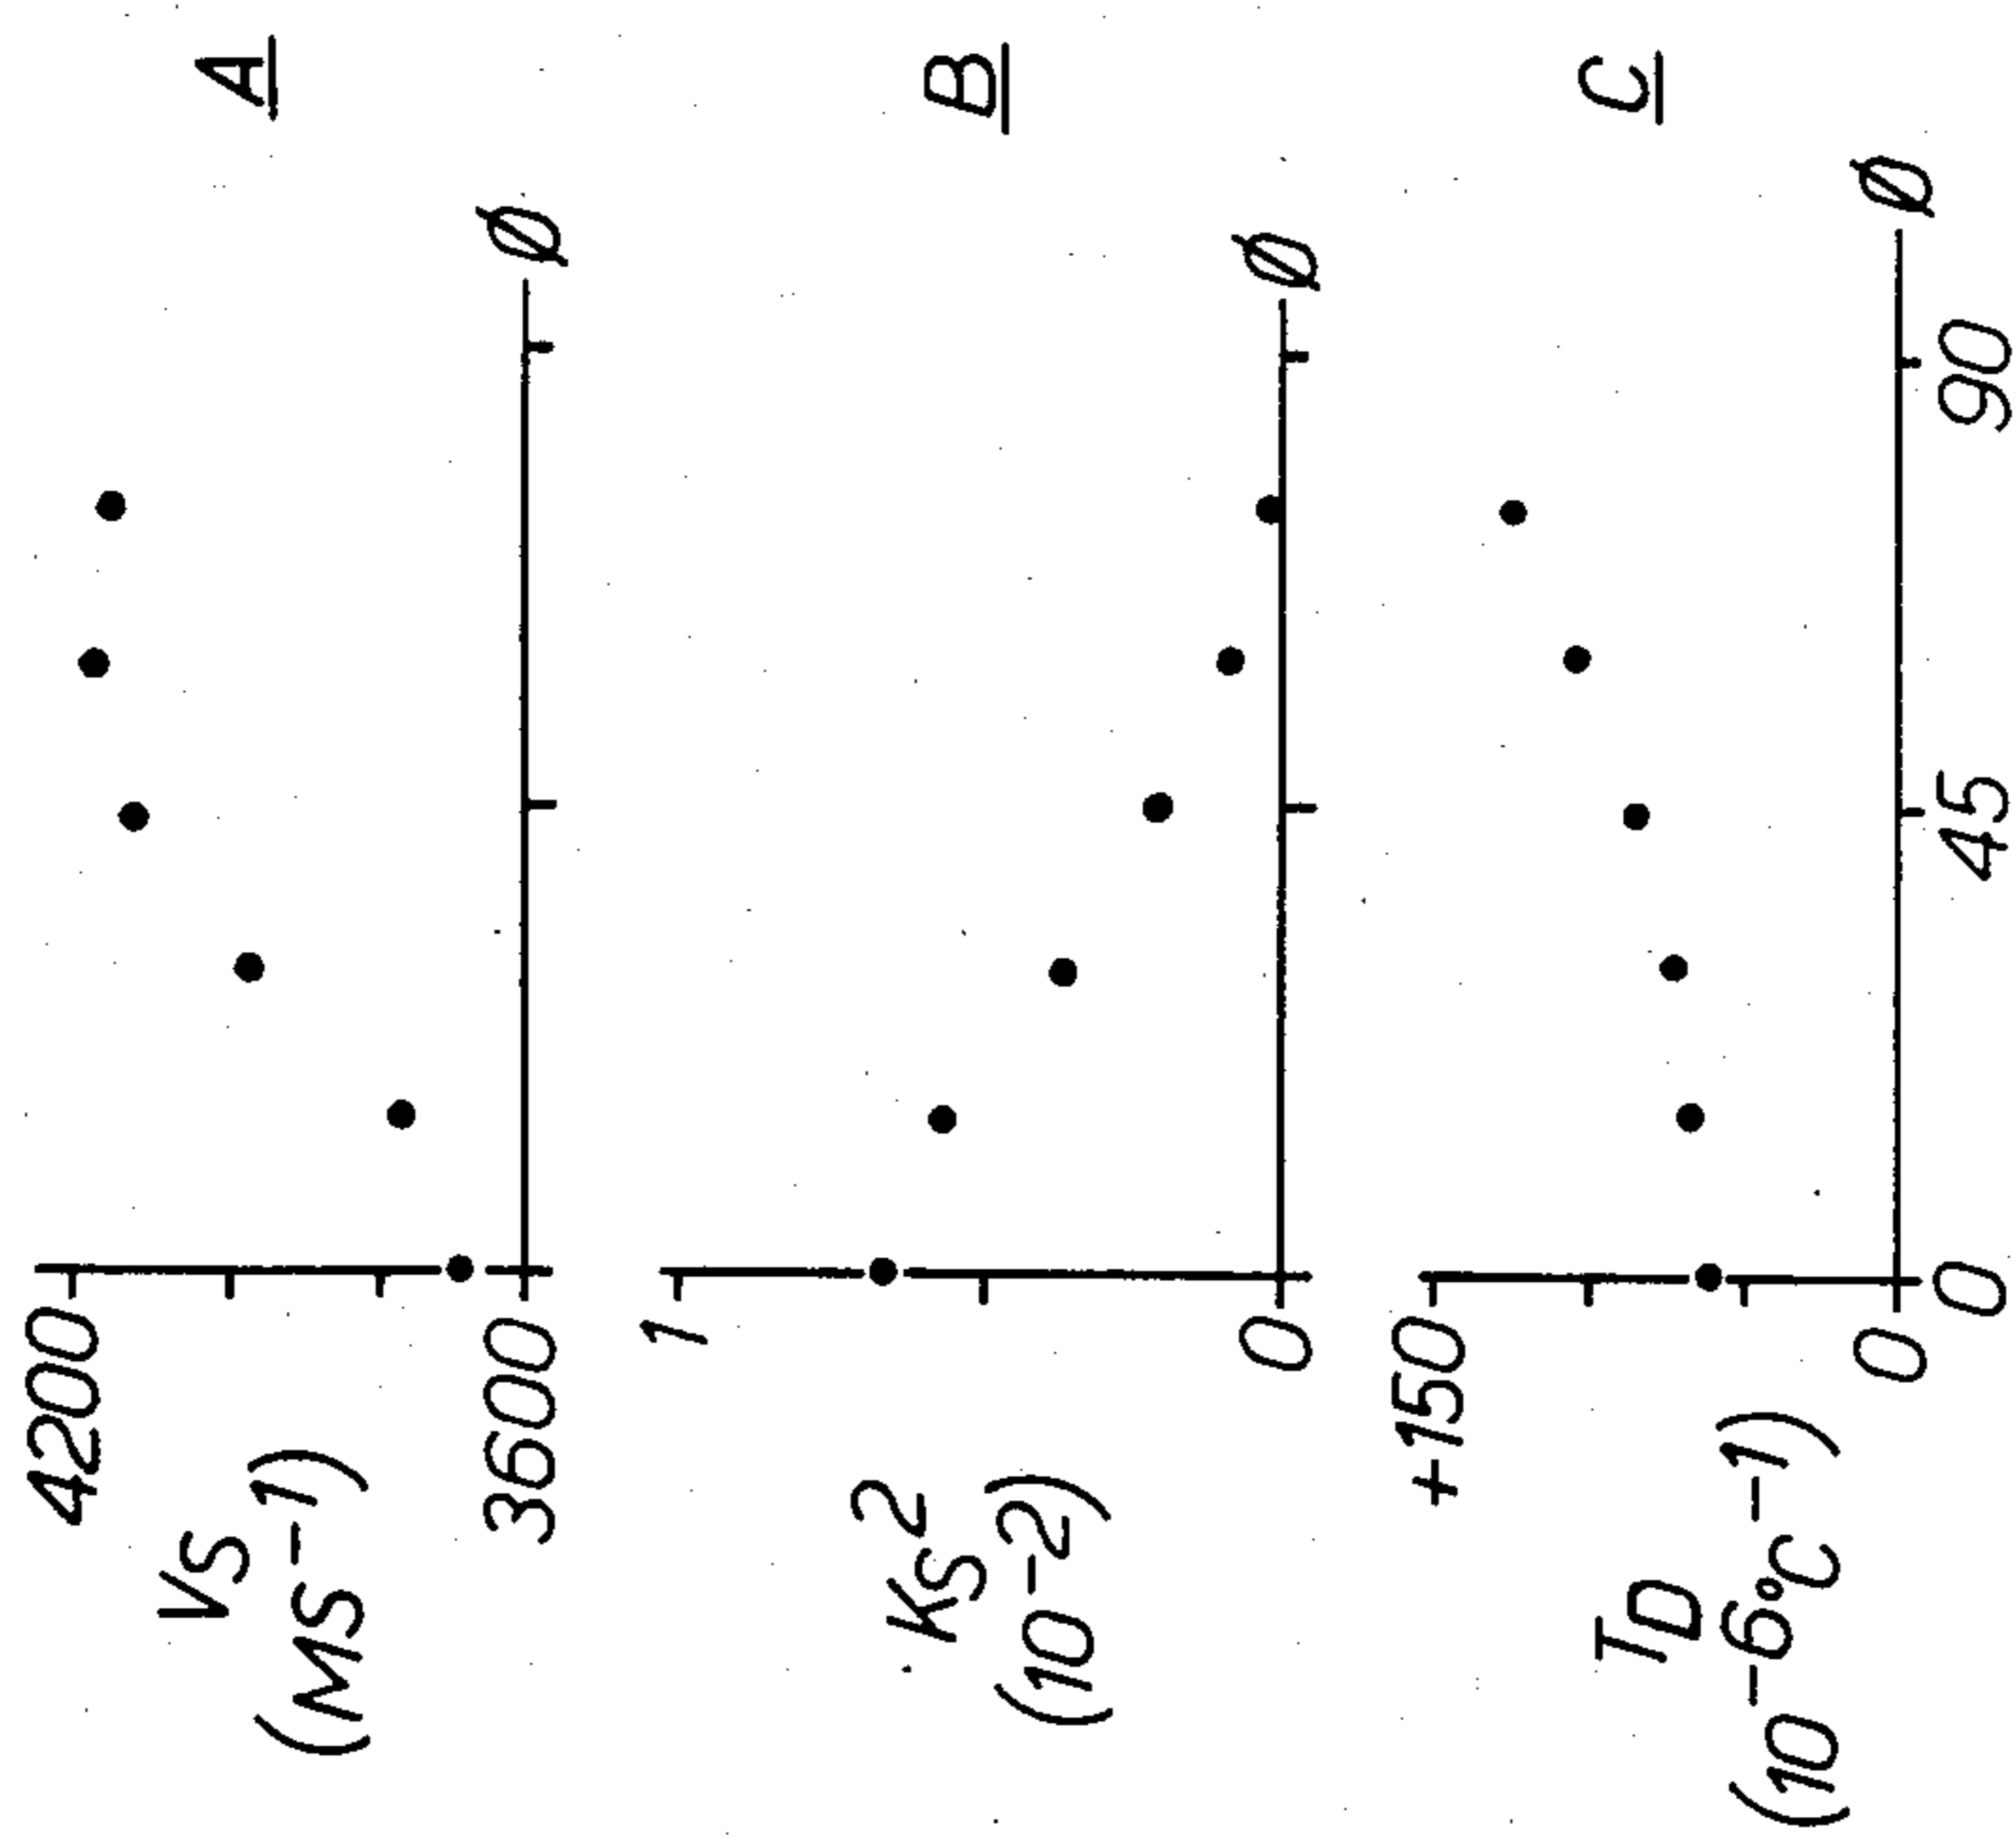 A
4200
VS
(MS-1)
3600
Ø
B
1
KS2
(10-2)
0
Ø
C
+150
TD
(10-6°C-1)
0
Ø
0 45 90